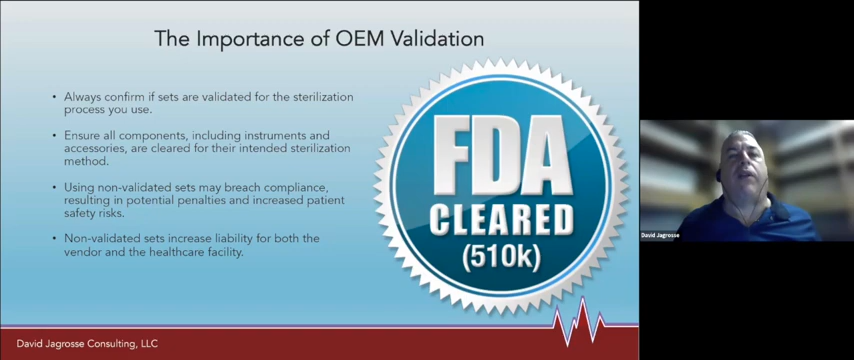 The Importance of OEM Validation
• Always confirm if sets are validated for the sterilization
process you use.
• Ensure all components, including instruments and
accessories, are cleared for their intended sterilization
method.
• Using non-validated sets may breach compliance,
resulting in potential penalties and increased patient
safety risks.
• Non-validated sets increase liability for both the
vendor and the healthcare facility.
FDA
CLEARED
(510k)
David Jagrosse
David Jagrosse Consulting, LLC